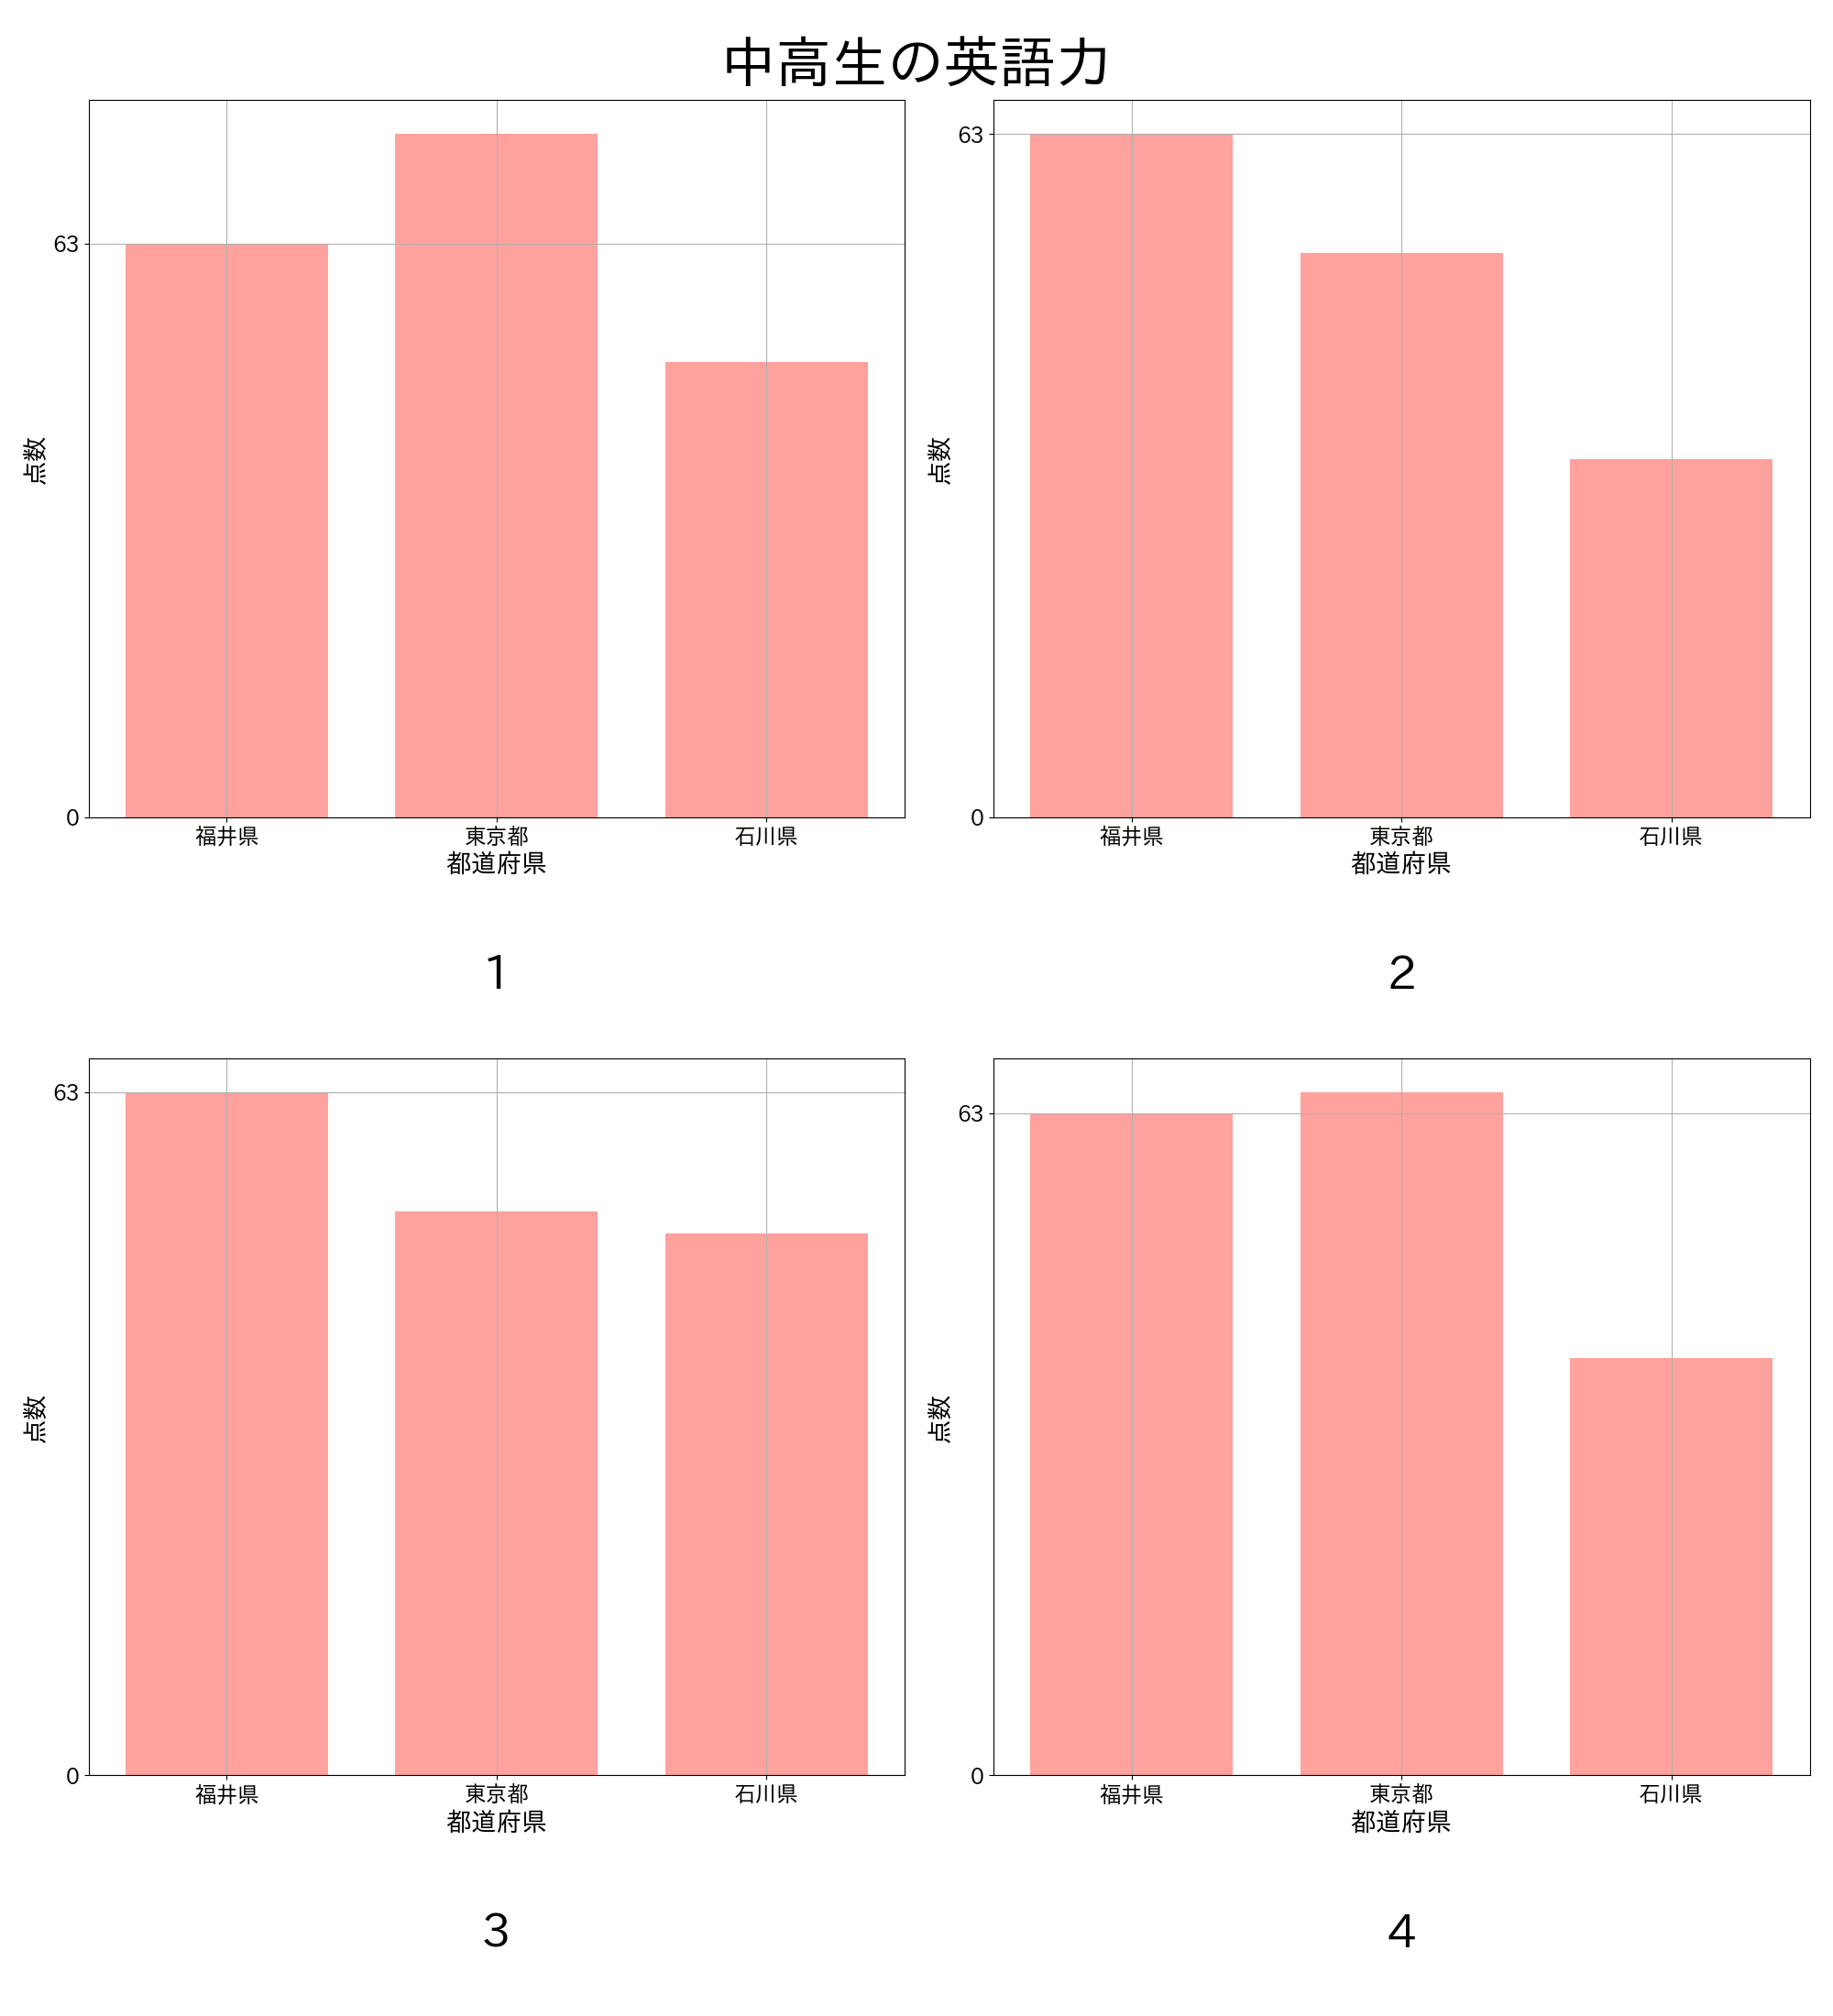 中高生の英語力
63
0
点数
福井県 東京都 石川県
都道府県
1
63
0
点数
福井県 東京都 石川県
都道府県
2
63
0
点数
福井県 東京都 石川県
都道府県
3
63
0
点数
福井県 東京都 石川県
都道府県
4